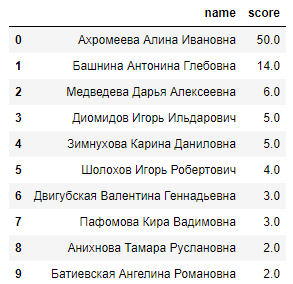 name score
0 Ахромеева Алина Ивановна 50.0
1 Башнина Антонина Глебовна 14.0
2 Медведева Дарья Алексеевна 6.0
3 Диомидов Игорь Ильдарович 5.0
4 Зимнухова Карина Даниловна 5.0
5 Шолохов Игорь Робертович 4.0
6 Двигубская Валентина Геннадьевна 3.0
7 Пафомова Кира Вадимовна 3.0
8 Анихнова Тамара Руслановна 2.0
9 Батиевская Ангелина Романовна 2.0